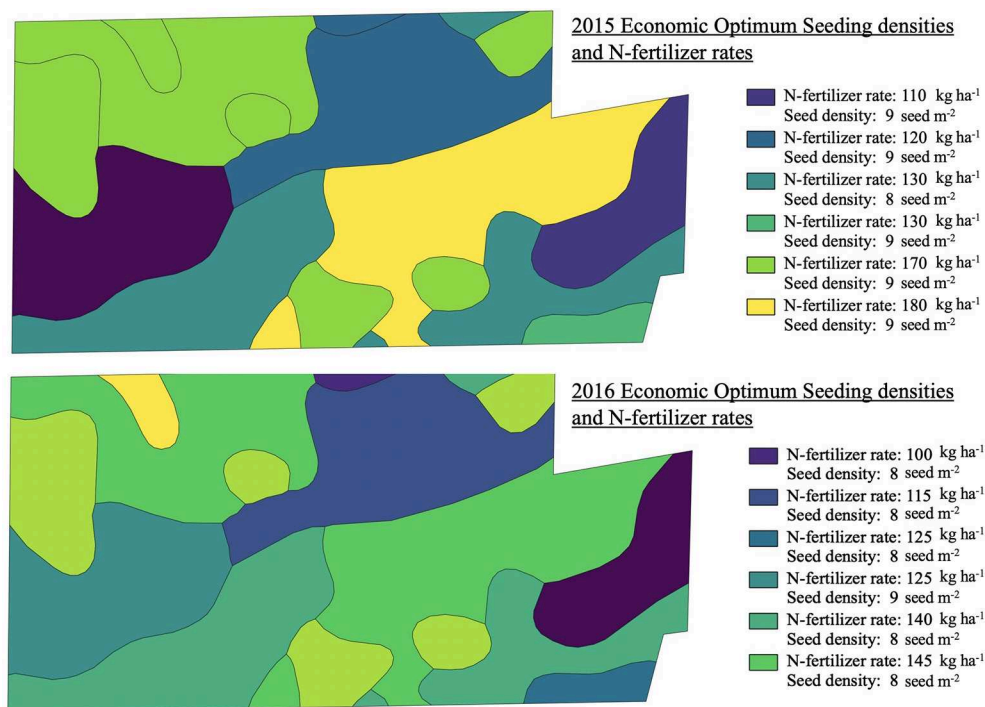 2015 Economic Optimum Seeding densities
and N-fertilizer rates
N-fertilizer rate: 110 kg ha⁻¹
Seed density: 9 seed m⁻²
N-fertilizer rate: 120 kg ha⁻¹
Seed density: 9 seed m⁻²
N-fertilizer rate: 130 kg ha⁻¹
Seed density: 8 seed m⁻²
N-fertilizer rate: 130 kg ha⁻¹
Seed density: 9 seed m⁻²
N-fertilizer rate: 170 kg ha⁻¹
Seed density: 9 seed m⁻²
N-fertilizer rate: 180 kg ha⁻¹
Seed density: 9 seed m⁻²
2016 Economic Optimum Seeding densities
and N-fertilizer rates
N-fertilizer rate: 100 kg ha⁻¹
Seed density: 8 seed m⁻²
N-fertilizer rate: 115 kg ha⁻¹
Seed density: 8 seed m⁻²
N-fertilizer rate: 125 kg ha⁻¹
Seed density: 8 seed m⁻²
N-fertilizer rate: 125 kg ha⁻¹
Seed density: 9 seed m⁻²
N-fertilizer rate: 140 kg ha⁻¹
Seed density: 8 seed m⁻²
N-fertilizer rate: 145 kg ha⁻¹
Seed density: 8 seed m⁻²